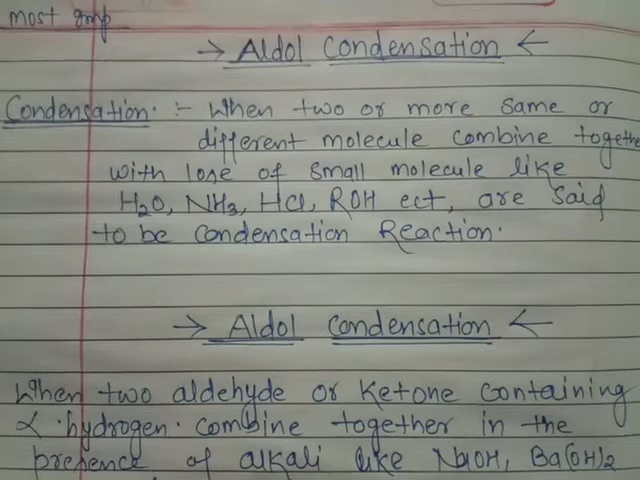 most imp
→ Aldol Condensation ←
Condensation :- When two or more same or
different molecule combine together
with lose of small molecule like
H₂O, NH₃, HCl, ROH ect, are said
to be condensation Reaction.
→ Aldol Condensation ←
When two aldehyde or Ketone Containing
α·hydrogen· combine together in the
presence of alkali like NaOH, Ba(OH)₂